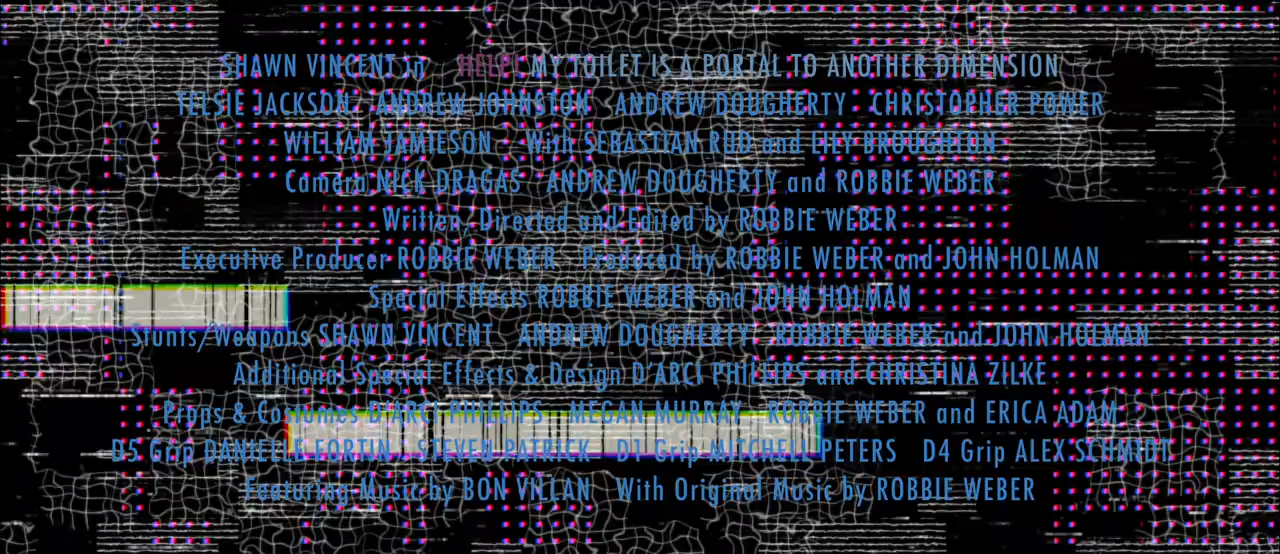 SHAWN VINCENT in HELP! MY TOILET IS A PORTAL TO ANOTHER DIMENSION
TELSIE JACKSON ANDREW JOHNSTON ANDREW DOUGHERTY CHRISTOPHER POWER
WILLIAM JAMIESON With SEBASTIAN RUD and LILY BROUGHTON
Camera NICK DRAGAS ANDREW DOUGHERTY and ROBBIE WEBER
Written, Directed and Edited by ROBBIE WEBER
Executive Producer ROBBIE WEBER Produced by ROBBIE WEBER and JOHN HOLMAN
Special Effects ROBBIE WEBER and JOHN HOLMAN
Stunts/Weapons SHAWN VINCENT ANDREW DOUGHERTY ROBBIE WEBER and JOHN HOLMAN
Additional Special Effects & Design D'ARCI PHILLIPS and CHRISTINA ZILKE
Props & Costumes D'ARCI PHILLIPS MEGAN MURRAY ROBBIE WEBER and ERICA ADAM
D5 Grip DANIELLE FORTIN STEVEN PATRICK D1 Grip MITCHELL PETERS D4 Grip ALEX SCHMIDT
Featuring Music by BON VILLAN With Original Music by ROBBIE WEBER